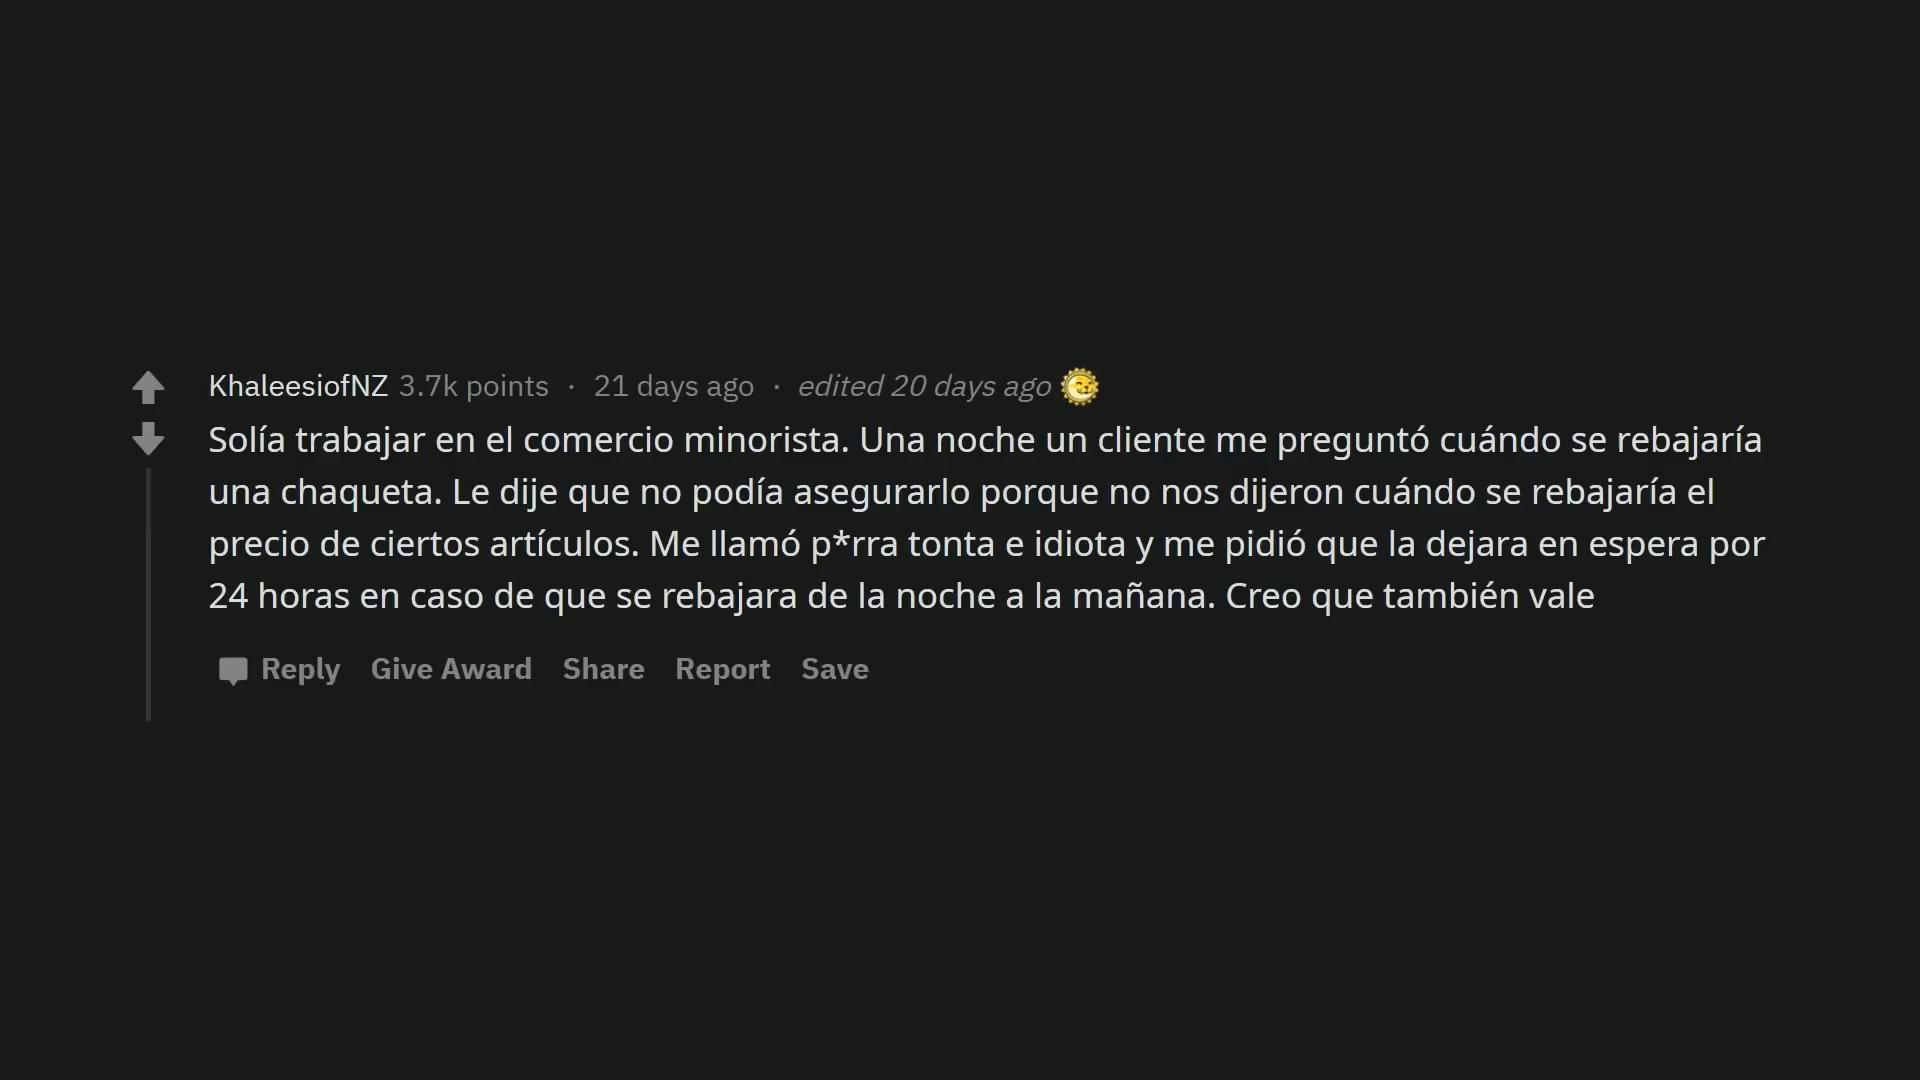 KhaleesiofNZ 3.7k points · 21 days ago · edited 20 days ago
Solía trabajar en el comercio minorista. Una noche un cliente me preguntó cuándo se rebajaría
una chaqueta. Le dije que no podía asegurarlo porque no nos dijeron cuándo se rebajaría el
precio de ciertos artículos. Me llamó p*rra tonta e idiota y me pidió que la dejara en espera por
24 horas en caso de que se rebajara de la noche a la mañana. Creo que también vale
Reply Give Award Share Report Save